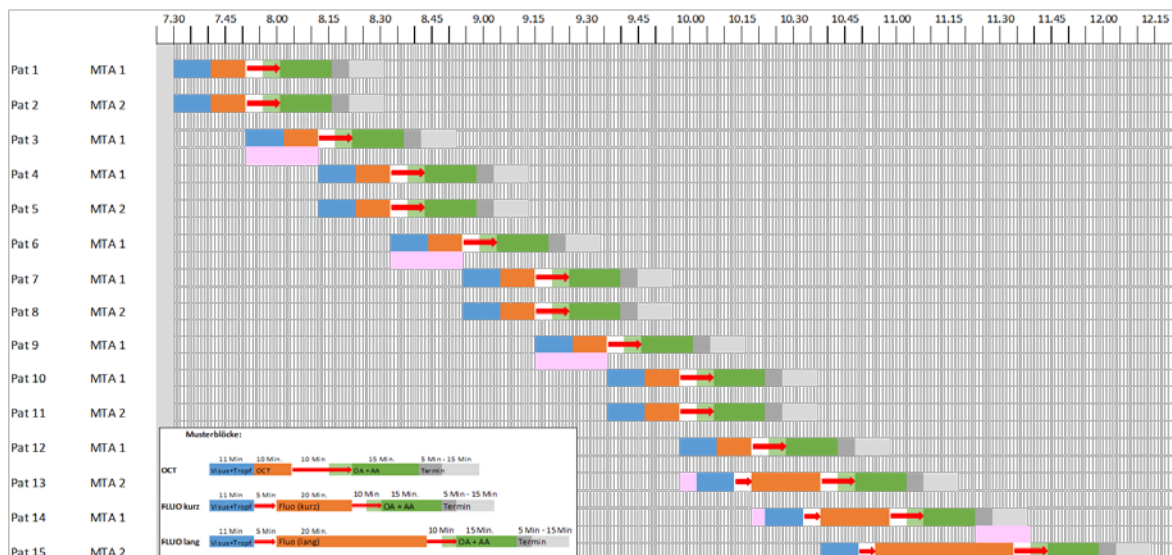 7.30 7.45 8.00 8.15 8.30 8.45 9.00 9.15 9.30 9.45 10.00 10.15 10.30 10.45 11.00 11.15 11.30 11.45 12.00 12.15
Pat 1 MTA 1
Pat 2 MTA 2
Pat 3 MTA 1
Pat 4 MTA 1
Pat 5 MTA 2
Pat 6 MTA 1
Pat 7 MTA 1
Pat 8 MTA 2
Pat 9 MTA 1
Pat 10 MTA 1
Pat 11 MTA 2
Pat 12 MTA 1
Pat 13 MTA 2
Pat 14 MTA 1
Pat 15 MTA 2
Musterblöcke:
11 Min 10 Min. 10 Min. 15 Min. 5 Min - 15 Min
OCT Visus+Tropf OCT OA + AA Termin
11 Min 5 Min 20 Min. 10 Min 15 Min. 5 Min - 15 Min
FLUO kurz Visus+Tropf Fluo (kurz) OA + AA Termin
11 Min 5 Min 20 Min. 10 Min 15 Min. 5 Min - 15 Min
FLUO lang Visus+Tropf Fluo (lang) OA + AA Termin